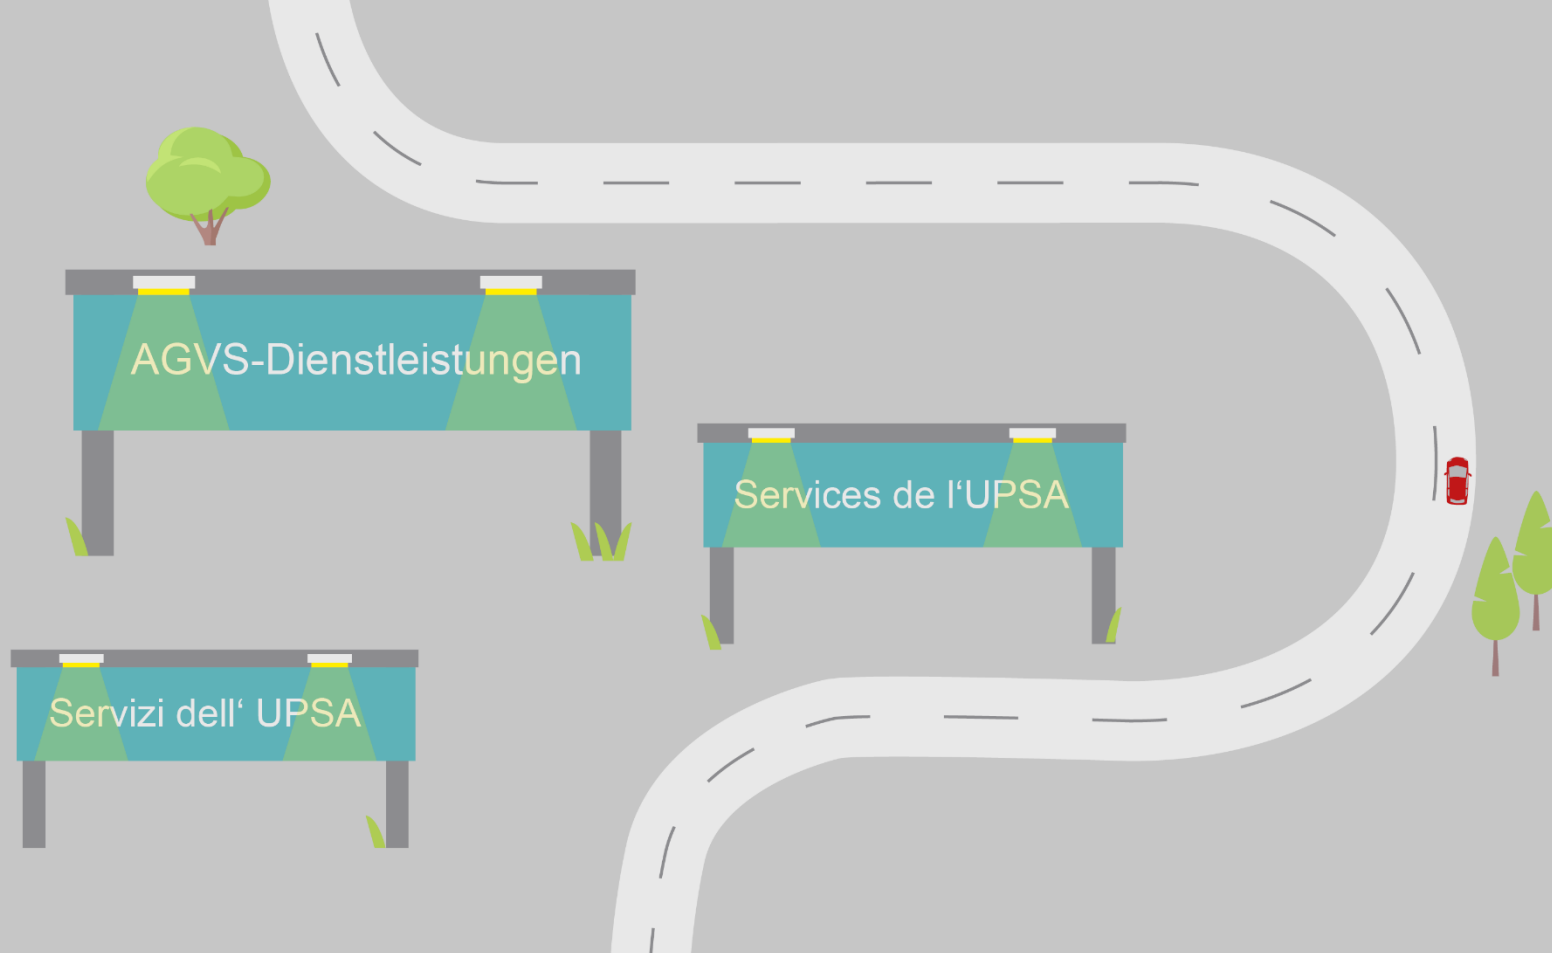 AGVS-Dienstleistungen
Services de l‘UPSA
Servizi dell‘ UPSA